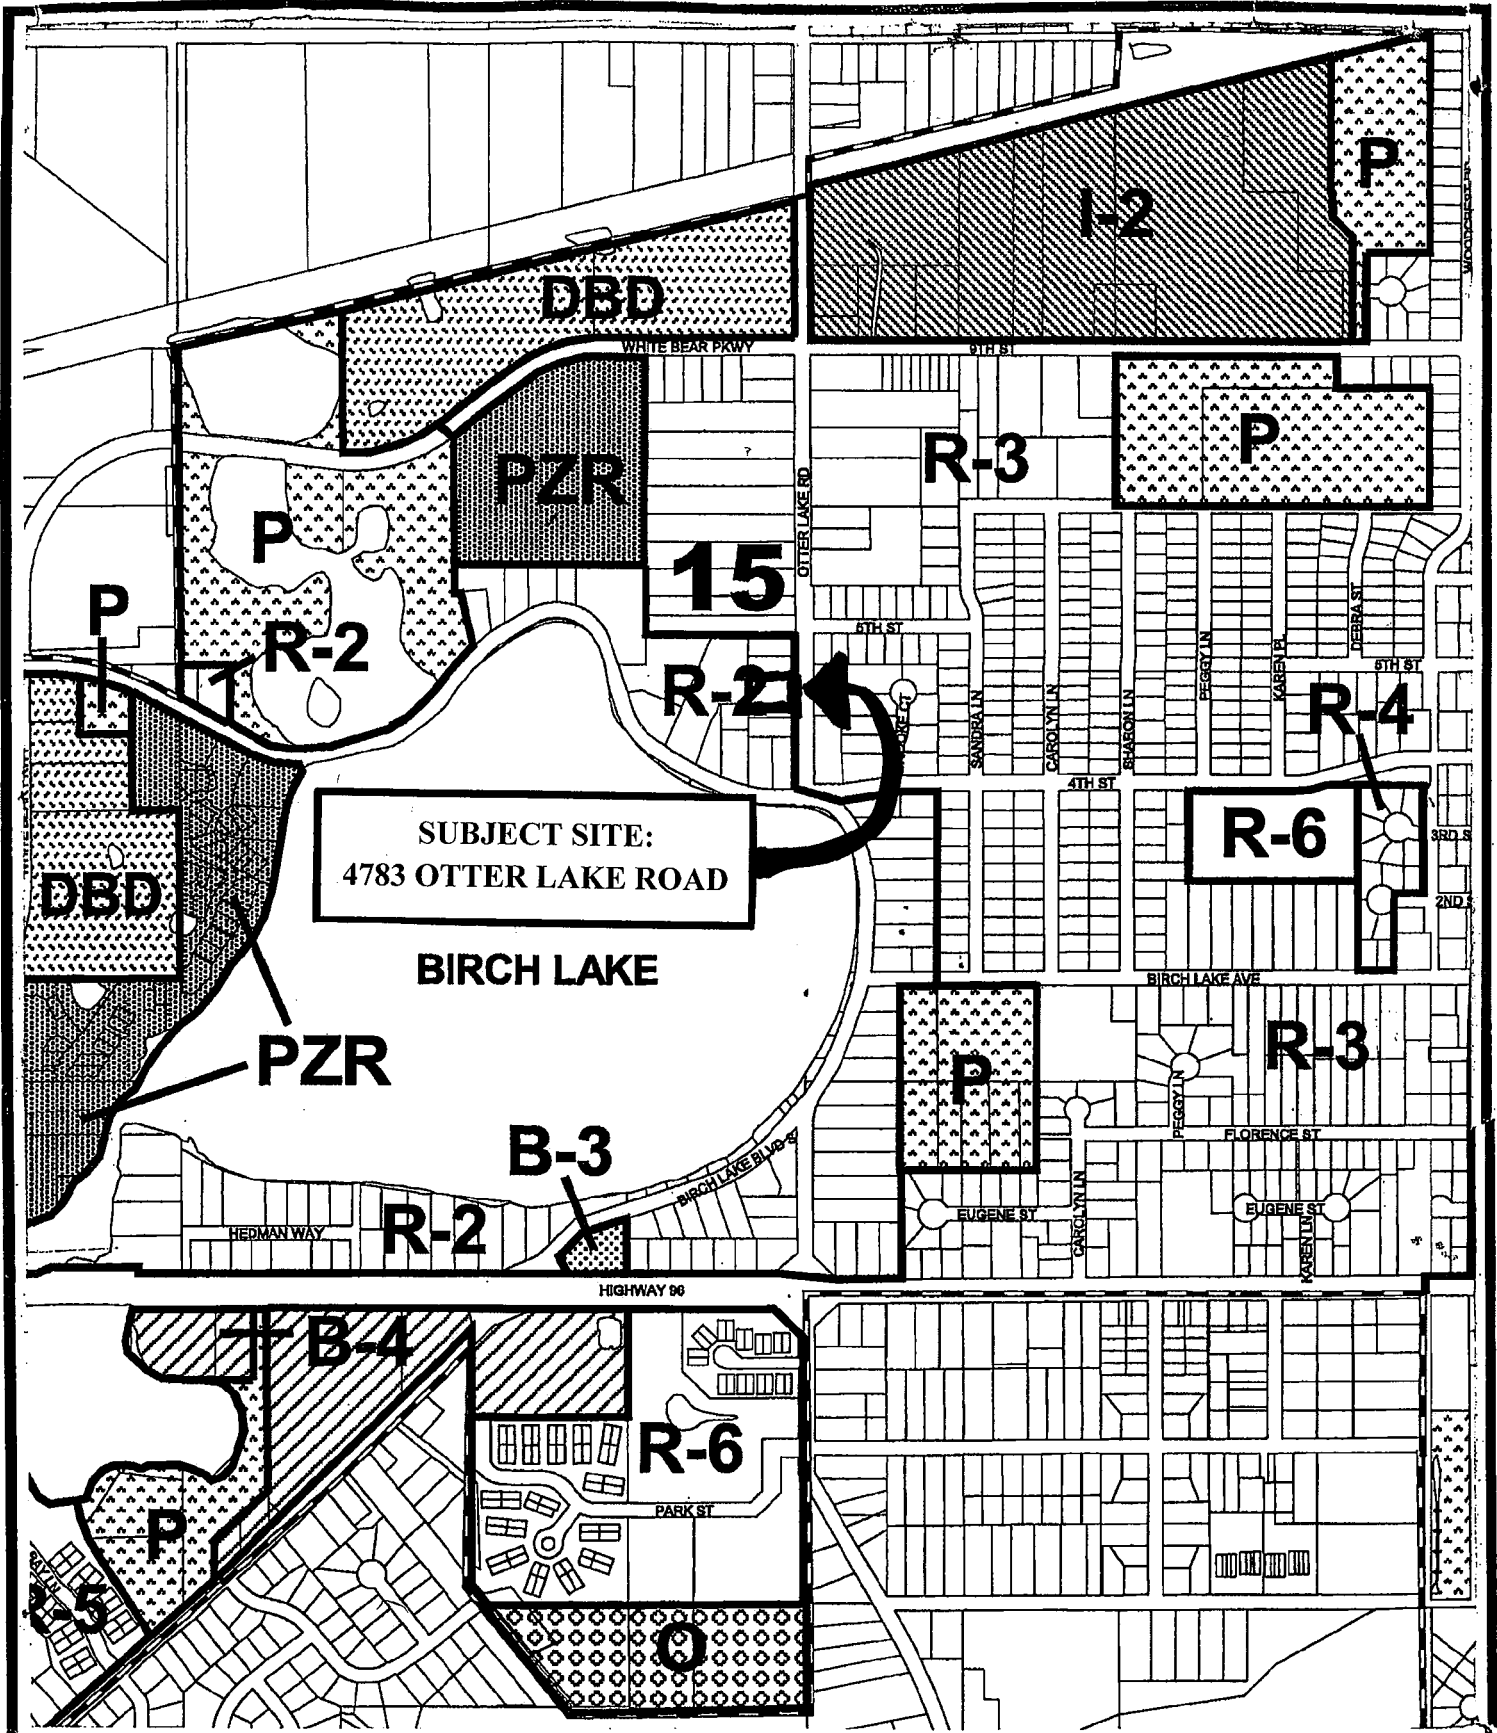 P
I-2
DBD
WHITE BEAR PKWY
9TH ST
P
R-3
PZR
OTTER LAKE RD
P
15
P
R-2
5TH ST
R-2
DEBRA ST
PEGGY LN
KAREN PL
5TH ST
R-4
SANDRA LN
CAROLYN LN
SHARON LN
4TH ST
SUBJECT SITE:
4783 OTTER LAKE ROAD
R-6
3RD S
DBD
2ND S
BIRCH LAKE
BIRCH LAKE AVE
PZR
P
R-3
PEGGY LN
FLORENCE ST
B-3
BIRCH LAKE BLVD S
CAROLYN LN
EUGENE ST
EUGENE ST
KAREN LN
R-2
HEDMAN WAY
HIGHWAY 96
B-4
R-6
PARK ST
P
R-5
O